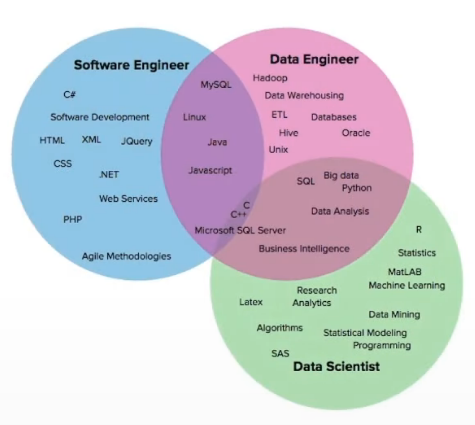 Software Engineer
C#
Software Development
HTML
XML
JQuery
CSS
.NET
Web Services
PHP
Agile Methodologies
MySQL
Linux
Java
Javascript
C
C++
Microsoft SQL Server
Data Engineer
Hadoop
Data Warehousing
ETL
Databases
Hive
Oracle
Unix
SQL
Big data
Python
Data Analysis
Business Intelligence
R
Statistics
MatLAB
Machine Learning
Research
Analytics
Latex
Data Mining
Algorithms
Statistical Modeling
Programming
SAS
Data Scientist